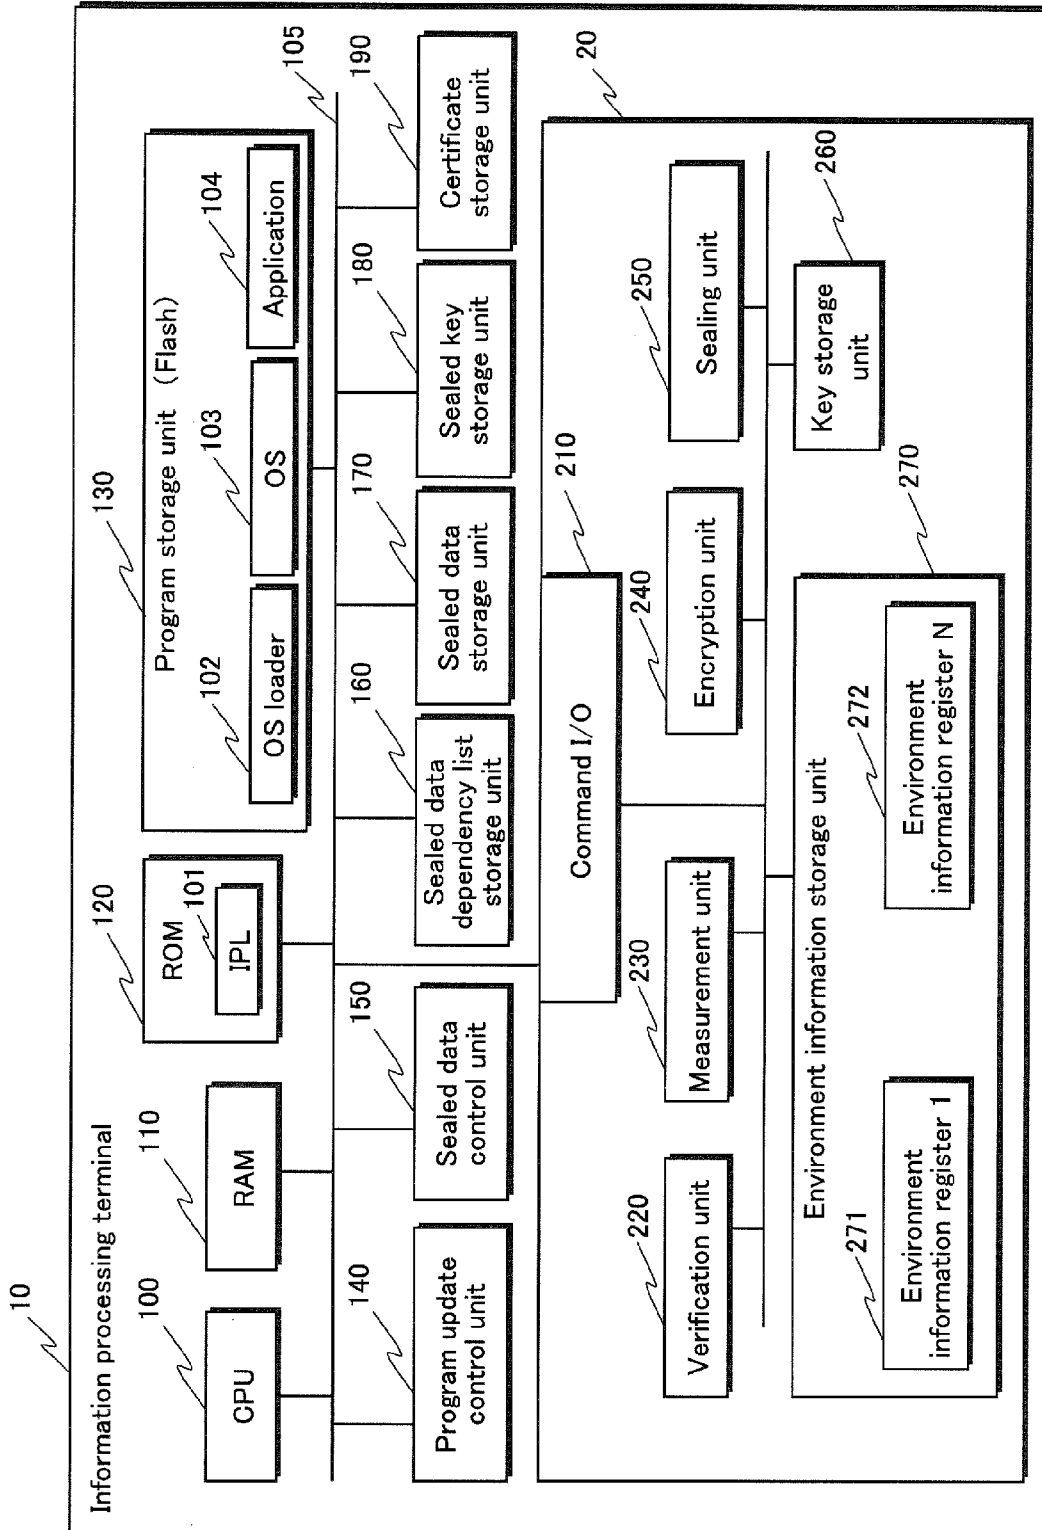 10
Information processing terminal
100
CPU
110
RAM
120
ROM
101
IPL
130
Program storage unit (Flash)
102
OS loader
103
OS
104
Application
105
140
Program update
control unit
150
Sealed data
control unit
160
Sealed data
dependency list
storage unit
170
Sealed data
storage unit
180
Sealed key
storage unit
190
Certificate
storage unit
20
210
Command I/O
220
Verification unit
230
Measurement unit
240
Encryption unit
250
Sealing unit
260
Key storage
unit
270
Environment information storage unit
271
Environment
information register 1
272
Environment
information register N